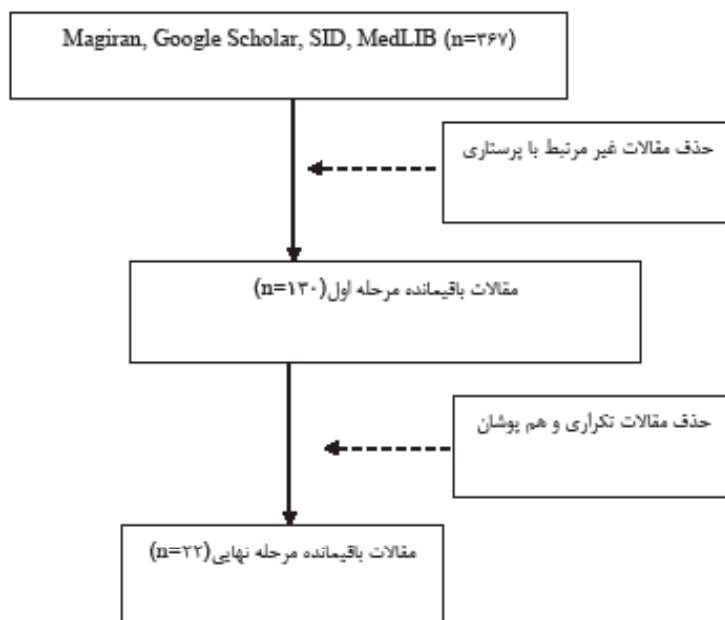 Magiran, Google Scholar, SID, MedLIB (n=۳۶۷)
حذف مقالات غیر مرتبط با پرستاری
مقالات باقیمانده مرحله اول(n=۱۳۰)
حذف مقالات تکراری و هم پوشان
مقالات باقیمانده مرحله نهایی(n=۲۲)